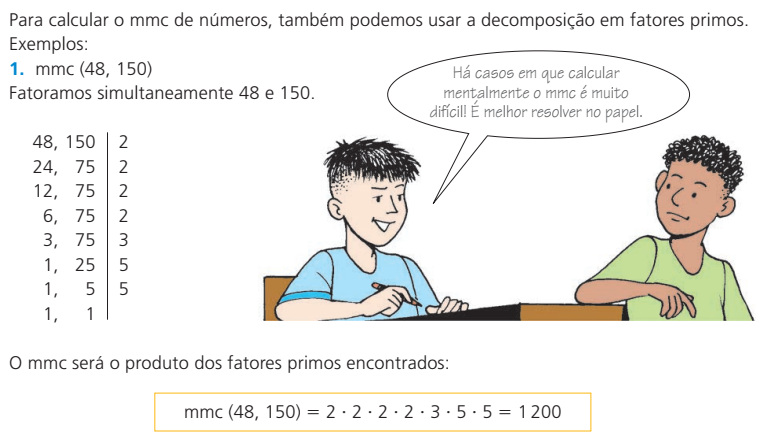 Para calcular o mmc de números, também podemos usar a decomposição em fatores primos.
Exemplos:
1. mmc (48, 150)
Fatoramos simultaneamente 48 e 150.
Há casos em que calcular
mentalmente o mmc é muito
difícil! É melhor resolver no papel.
48, 150 | 2
24, 75 | 2
12, 75 | 2
6, 75 | 2
3, 75 | 3
1, 25 | 5
1, 5 | 5
1, 1 |
O mmc será o produto dos fatores primos encontrados:
mmc (48, 150) = 2 · 2 · 2 · 2 · 3 · 5 · 5 = 1 200